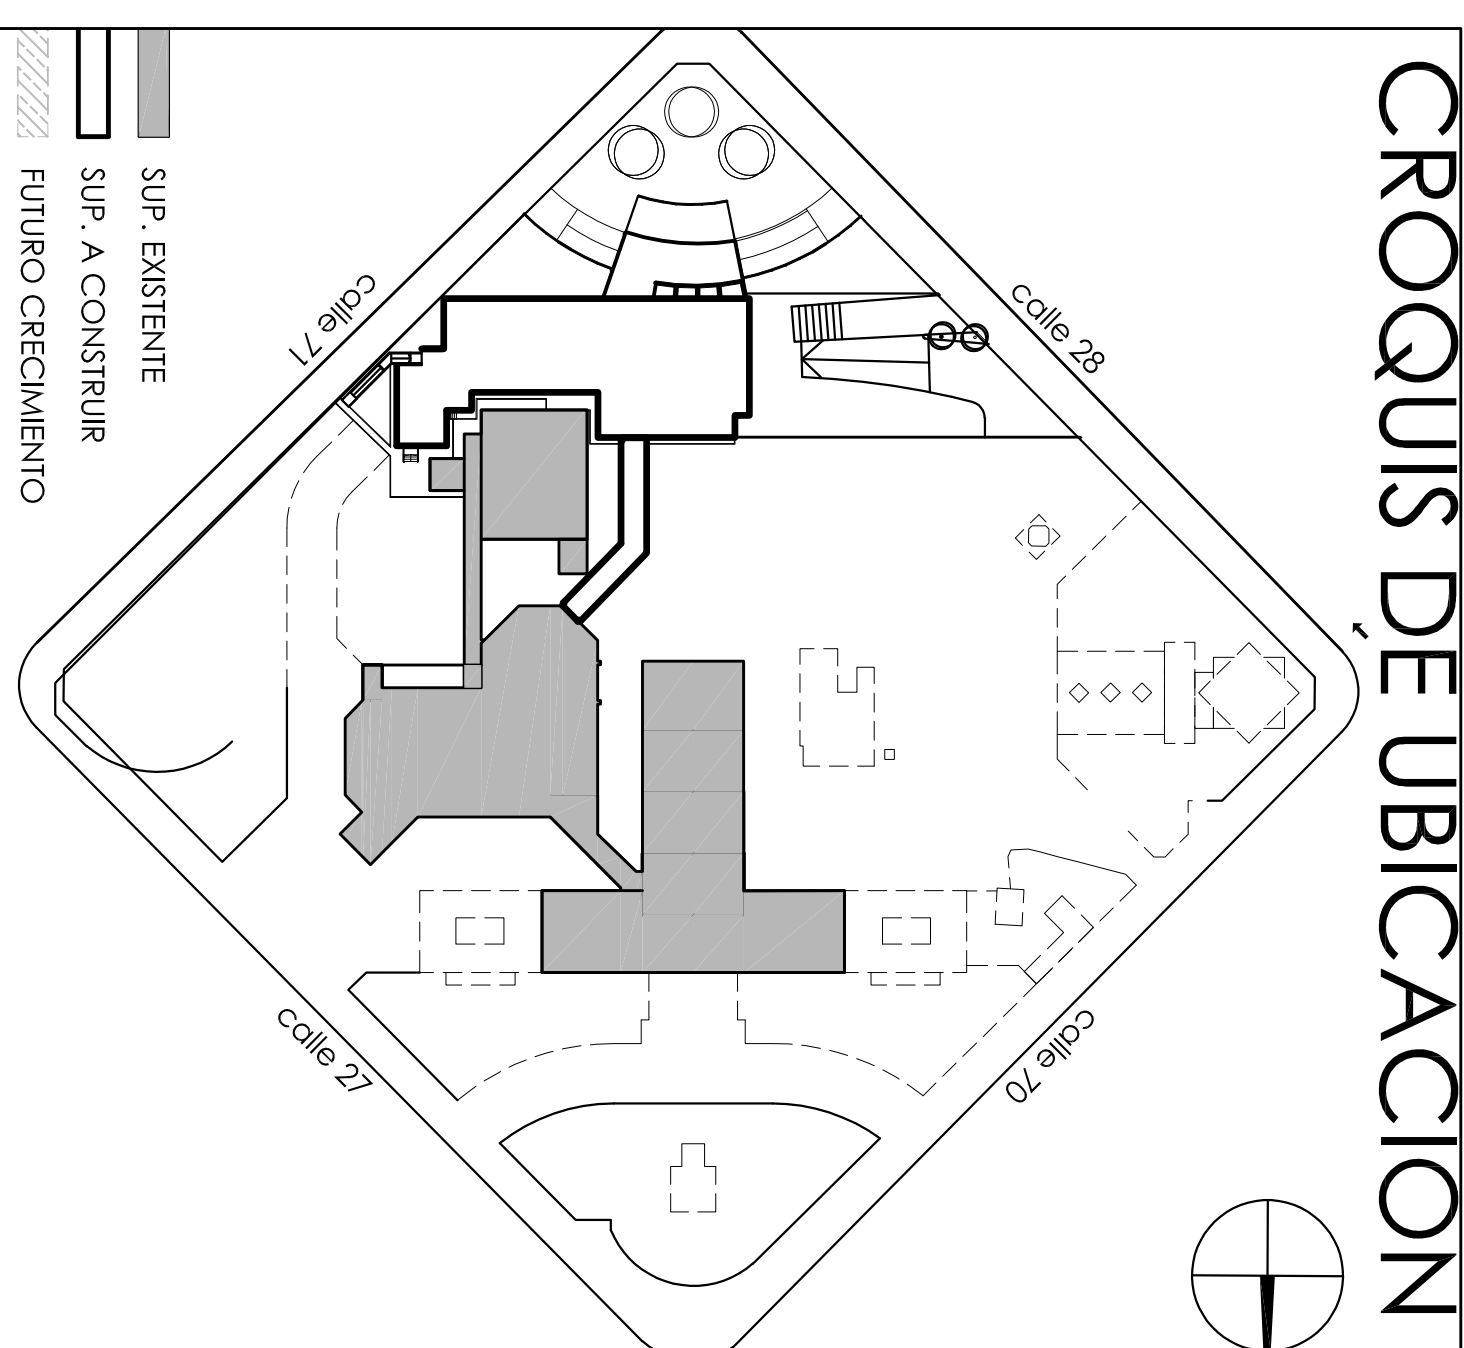 CROQUIS DE UBICACION
calle 28
calle 71
calle 70
calle 27
SUP. EXISTENTE
SUP. A CONSTRUIR
FUTURO CRECIMIENTO